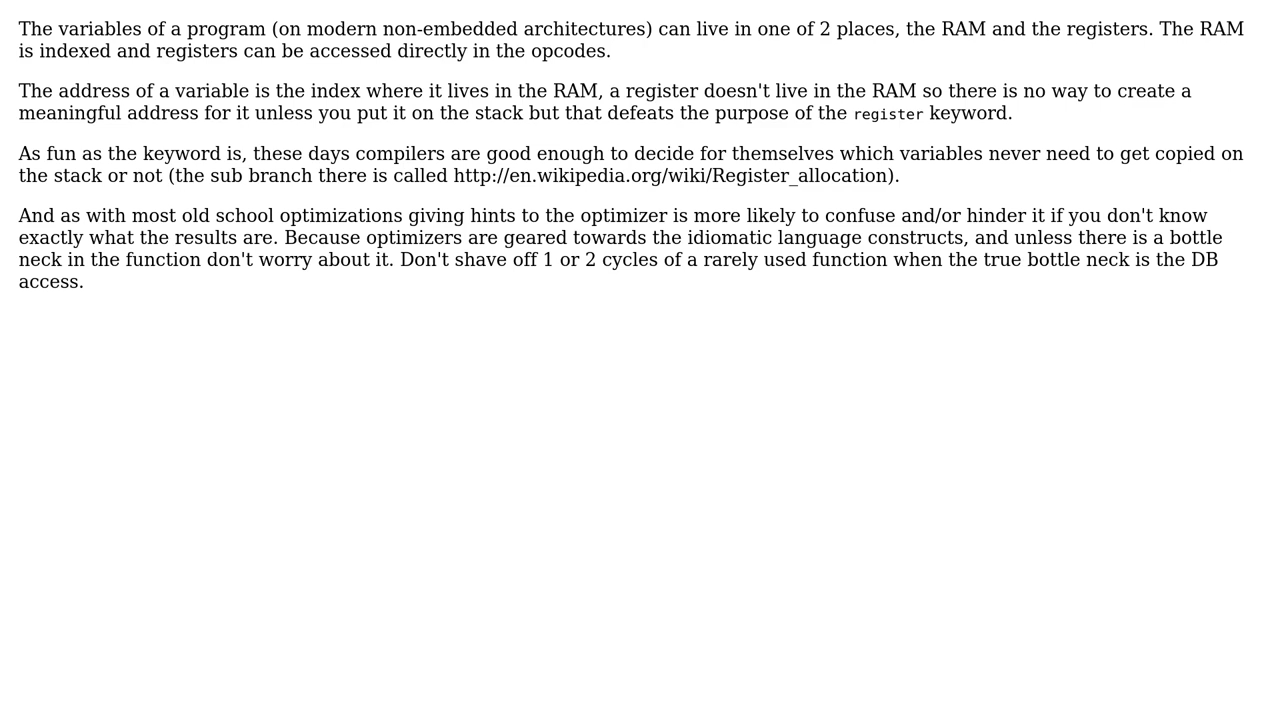 The variables of a program (on modern non-embedded architectures) can live in one of 2 places, the RAM and the registers. The RAM
is indexed and registers can be accessed directly in the opcodes.
The address of a variable is the index where it lives in the RAM, a register doesn't live in the RAM so there is no way to create a
meaningful address for it unless you put it on the stack but that defeats the purpose of the register keyword.
As fun as the keyword is, these days compilers are good enough to decide for themselves which variables never need to get copied on
the stack or not (the sub branch there is called http://en.wikipedia.org/wiki/Register_allocation).
And as with most old school optimizations giving hints to the optimizer is more likely to confuse and/or hinder it if you don't know
exactly what the results are. Because optimizers are geared towards the idiomatic language constructs, and unless there is a bottle
neck in the function don't worry about it. Don't shave off 1 or 2 cycles of a rarely used function when the true bottle neck is the DB
access.